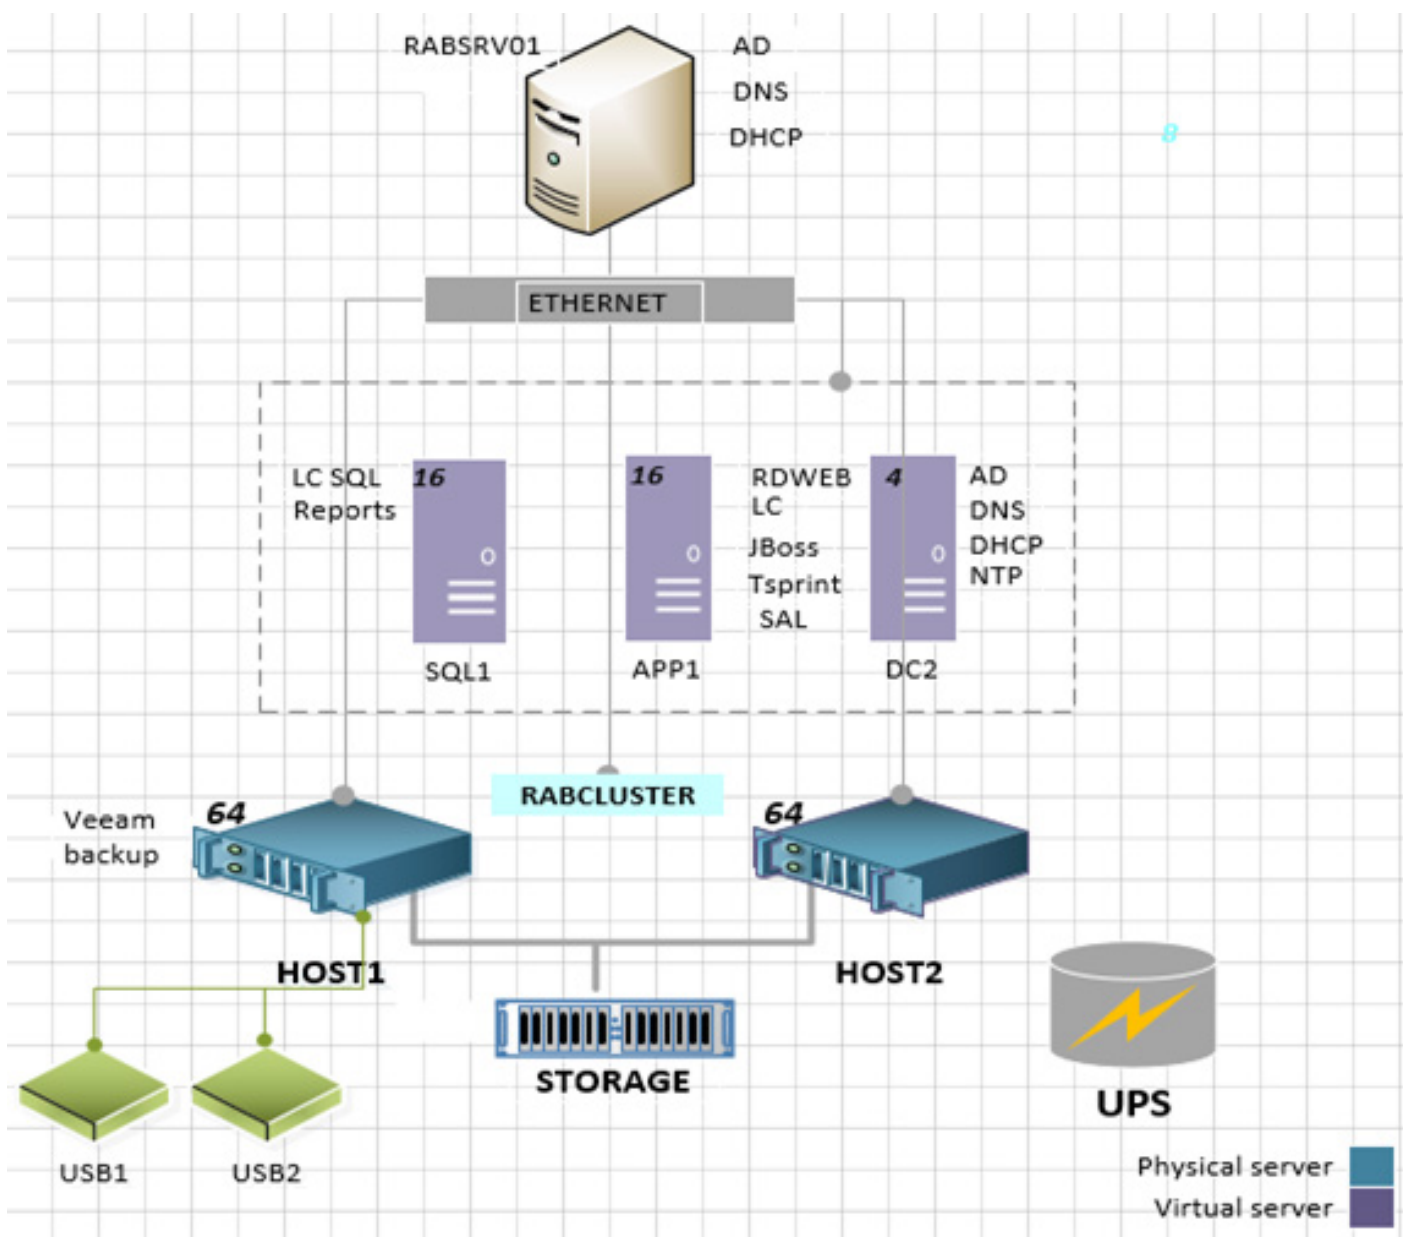 RABSRV01
AD
DNS
DHCP
8
ETHERNET
LC SQL
Reports
16
SQL1
16
APP1
RDWEB
LC
JBoss
Tsprint
SAL
4
DC2
AD
DNS
DHCP
NTP
RABCLUSTER
Veeam
backup
64
HOST1
64
HOST2
STORAGE
UPS
USB1
USB2
Physical server
Virtual server